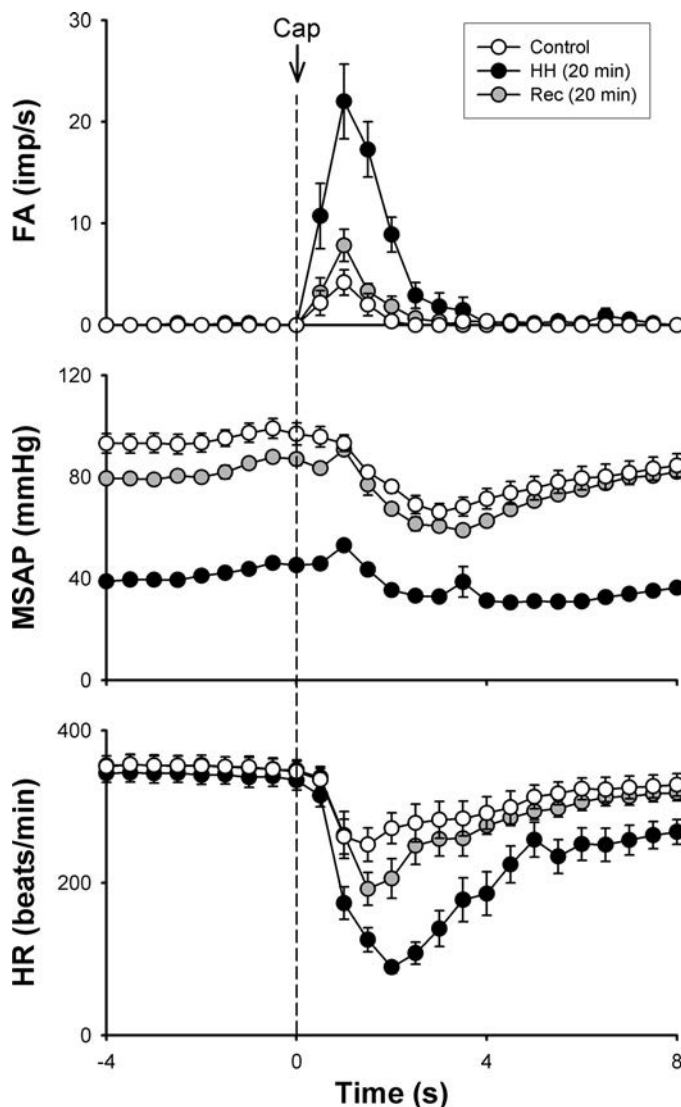 Cap
Control
HH (20 min)
Rec (20 min)
FA (imp/s)
30
20
10
0
MSAP (mmHg)
120
80
40
0
HR (beats/min)
400
200
0
-4
0
4
8
Time (s)